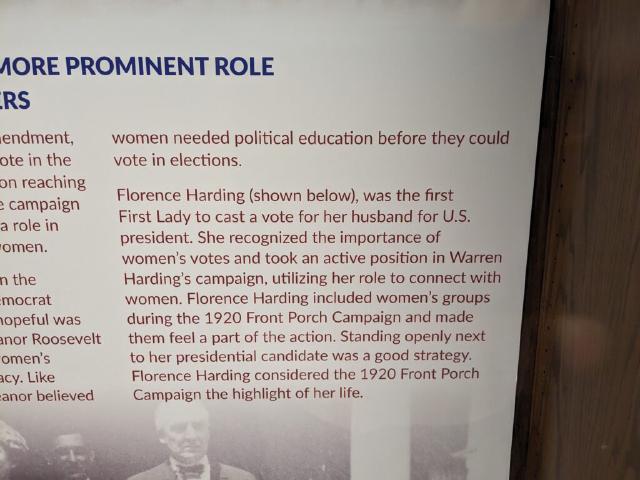 MORE PROMINENT ROLE
ERS
endment,
ote in the
on reaching
e campaign
a role in
omen.
n the
emocrat
hopeful was
anor Roosevelt
omen's
acy. Like
eanor believed
women needed political education before they could
vote in elections.
Florence Harding (shown below), was the first
First Lady to cast a vote for her husband for U.S.
president. She recognized the importance of
women's votes and took an active position in Warren
Harding's campaign, utilizing her role to connect with
women. Florence Harding included women's groups
during the 1920 Front Porch Campaign and made
them feel a part of the action. Standing openly next
to her presidential candidate was a good strategy.
Florence Harding considered the 1920 Front Porch
Campaign the highlight of her life.